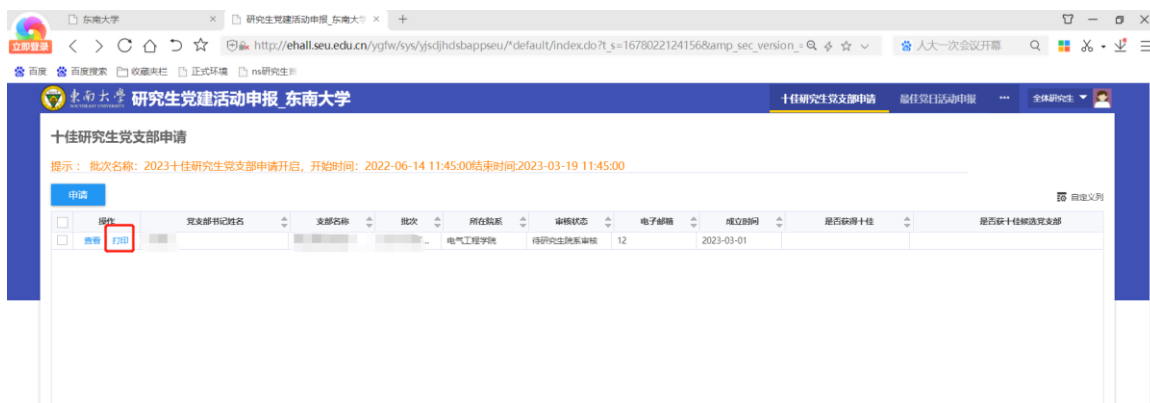 东南大学 × 研究生党建活动申报_东南大学 × +
立即登录 http://ehall.seu.edu.cn/ygfw/sys/yjsdjhdsbappseu/*default/index.do?t_s=1678022124156&amp_sec_version_= 人大一次会议开幕
百度 百度搜索 收藏夹栏 正式环境 ns研究生
东南大学 研究生党建活动申报_东南大学 十佳研究生党支部申请 最佳党日活动申报 ··· 全体研究生
十佳研究生党支部申请
提示： 批次名称：2023十佳研究生党支部申请开启，开始时间：2022-06-14 11:45:00结束时间:2023-03-19 11:45:00
申请 自定义列
操作 党支部书记姓名 支部名称 批次 所在院系 审核状态 电子邮箱 成立时间 是否获得十佳 是否获十佳候选党支部
查看 打印 ... 电气工程学院 待研究生院系审核 12 2023-03-01